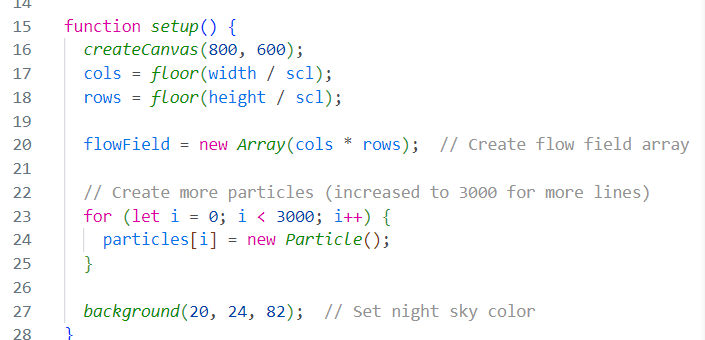 14
15 function setup() {
16 createCanvas(800, 600);
17 cols = floor(width / scl);
18 rows = floor(height / scl);
19
20 flowField = new Array(cols * rows);  // Create flow field array
21
22 // Create more particles (increased to 3000 for more lines)
23 for (let i = 0; i < 3000; i++) {
24 particles[i] = new Particle();
25 }
26
27 background(20, 24, 82);  // Set night sky color
28 }